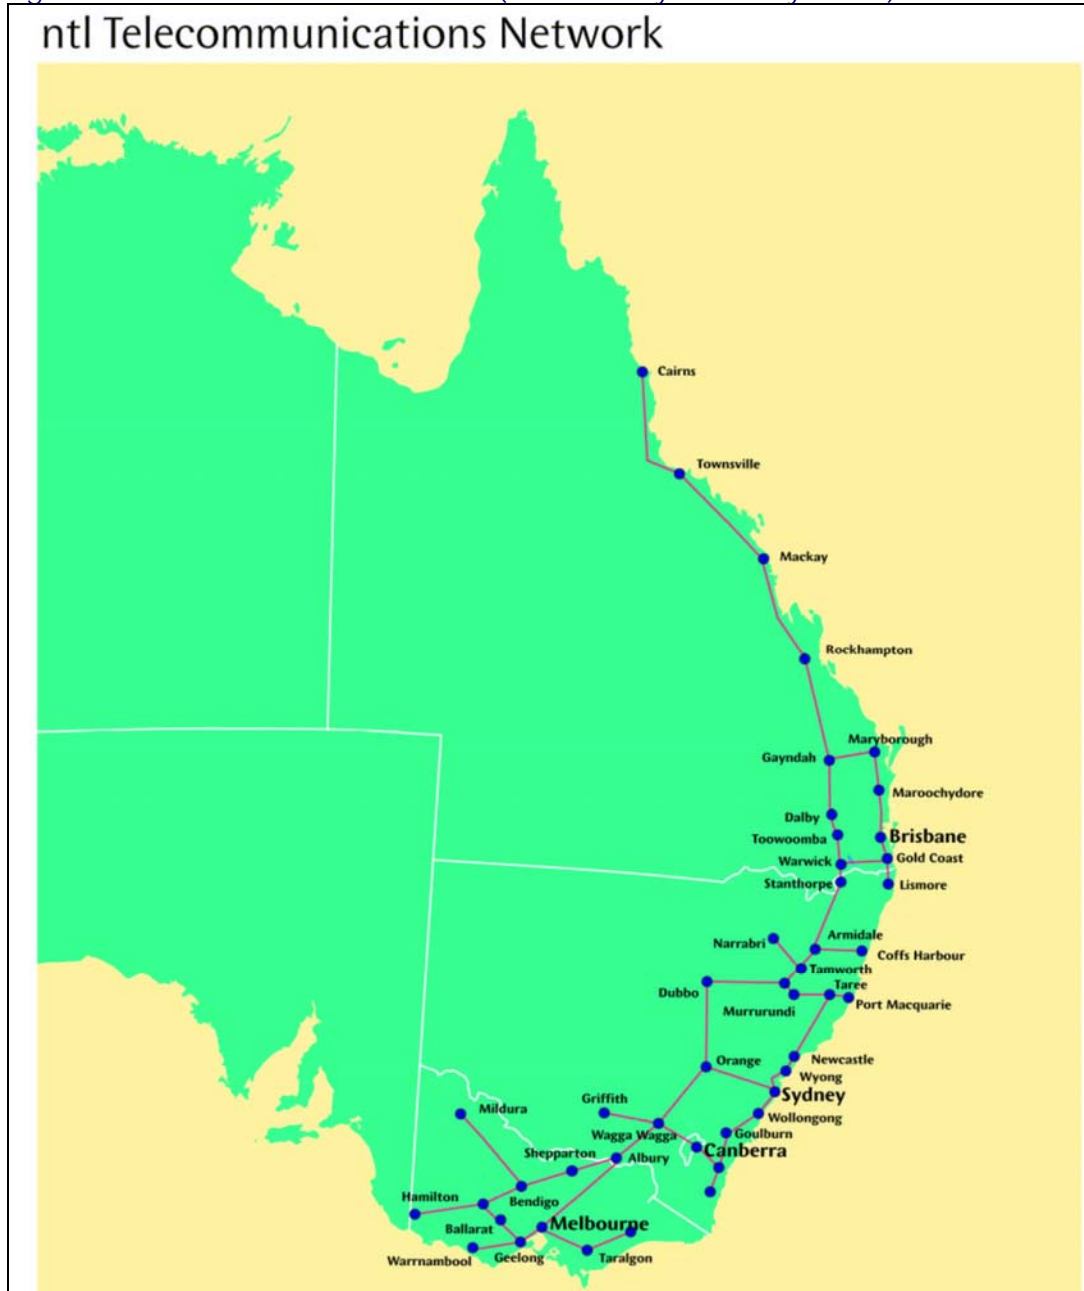 ntl Telecommunications Network
Cairns
Townsville
Mackay
Rockhampton
Maryborough
Gayndah
Maroochydore
Dalby
Brisbane
Toowoomba
Gold Coast
Warwick
Stanthorpe
Lismore
Armidale
Narrabri
Coffs Harbour
Tamworth
Taree
Dubbo
Port Macquarie
Murrurundi
Newcastle
Orange
Wyong
Sydney
Griffith
Mildura
Wollongong
Wagga Wagga
Goulburn
Canberra
Shepparton
Albury
Hamilton
Bendigo
Melbourne
Ballarat
Geelong
Taralgon
Warrnambool